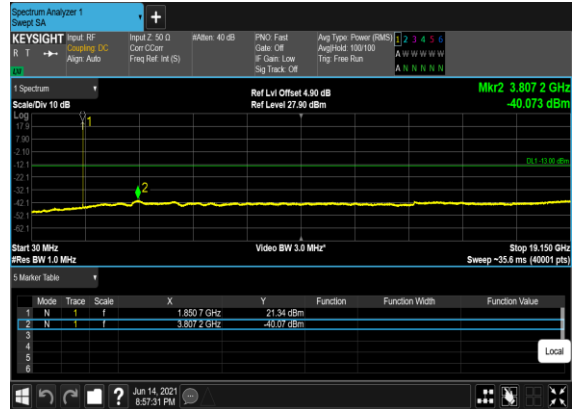 Spectrum Analyzer 1
Swept SA
KEYSIGHT
R T
Input: RF
Coupling: DC
Align: Auto
Input Z: 50 Ω
Corr CCorr
Freq Ref: Int (S)
#Atten: 40 dB
PNO: Fast
Gate: Off
IF Gain: Low
Sig Track: Off
Avg Type: Power (RMS)
Avg|Hold: 100/100
Trig: Free Run
1 2 3 4 5 6
A W W W W W
A N N N N N
1 Spectrum
Scale/Div 10 dB
Ref Lvl Offset 4.90 dB
Ref Level 27.90 dBm
Mkr2 3.807 2 GHz
-40.073 dBm
Log
17.9
7.90
-2.10
-12.1
-22.1
-32.1
-42.1
-52.1
-62.1
1
2
DL1 -13.00 dBm
Start 30 MHz
#Res BW 1.0 MHz
Video BW 3.0 MHz*
Stop 19.150 GHz
Sweep ~35.6 ms (40001 pts)
5 Marker Table
Mode Trace Scale X Y Function Function Width Function Value
1 N 1 f 1.850 7 GHz 21.34 dBm
2 N 1 f 3.807 2 GHz -40.07 dBm
3
4
5
6
Local
?
Jun 14, 2021
8:57:31 PM